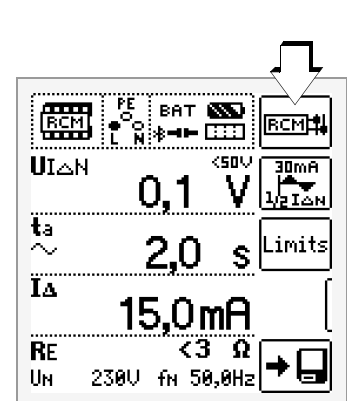 RCM PE L N BAT RCM
UI△N <50V 30mA
0,1 V 1/2I△N
ta 2,0 s Limits
I△ 15,0mA
RE <3 Ω
UN 230V fN 50,0Hz